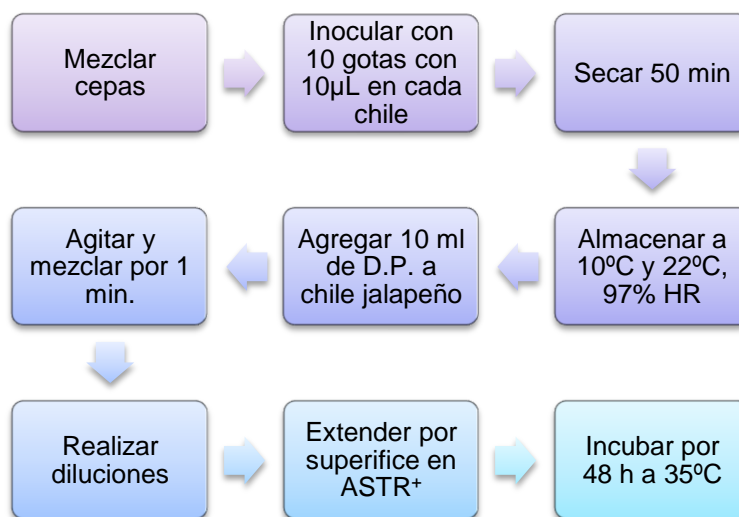 Mezclar
cepas
Inocular con
10 gotas con
10µL en cada
chile
Secar 50 min
Almacenar a
10ºC y 22ºC,
97% HR
Agregar 10 ml
de D.P. a
chile jalapeño
Agitar y
mezclar por 1
min.
Realizar
diluciones
Extender por
superifice en
ASTR⁺
Incubar por
48 h a 35ºC